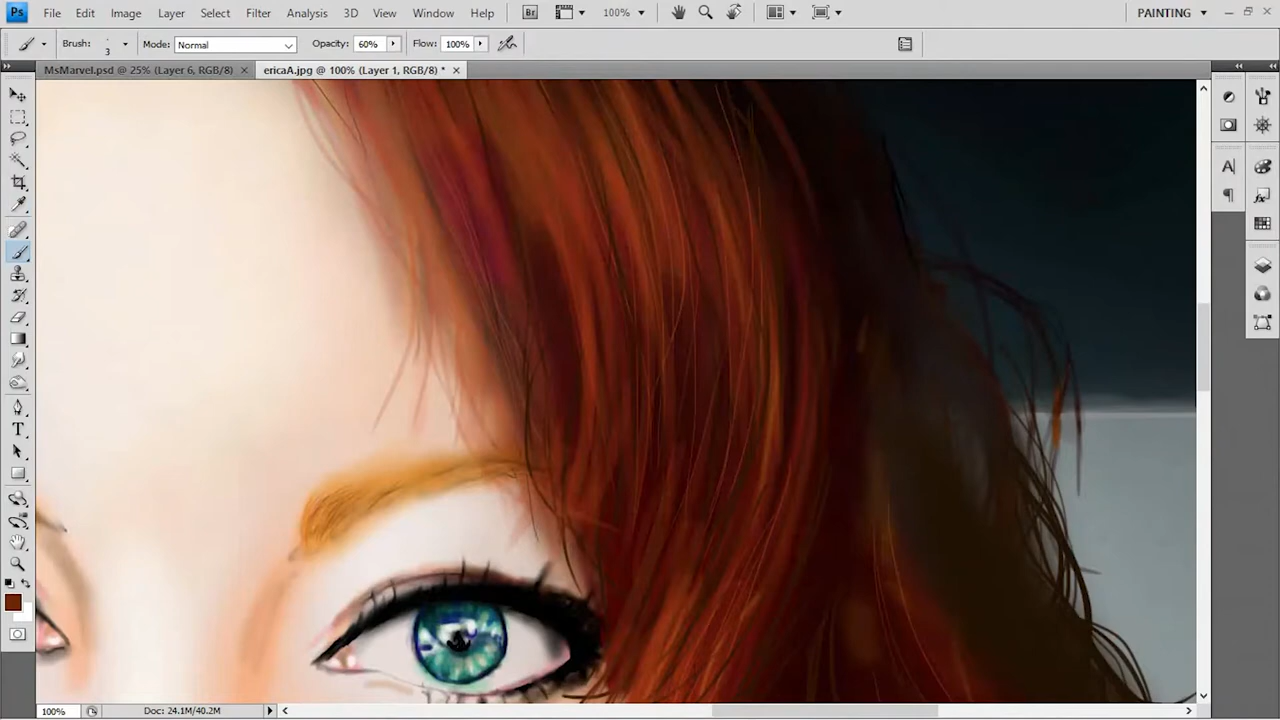 Ps File Edit Image Layer Select Filter Analysis 3D View Window Help Br 100% PAINTING
Brush: 3 Mode: Normal Opacity: 60% Flow: 100%
MsMarvel.psd @ 25% (Layer 6, RGB/8) ericaA.jpg @ 100% (Layer 1, RGB/8) *
100% Doc: 24.1M/40.2M